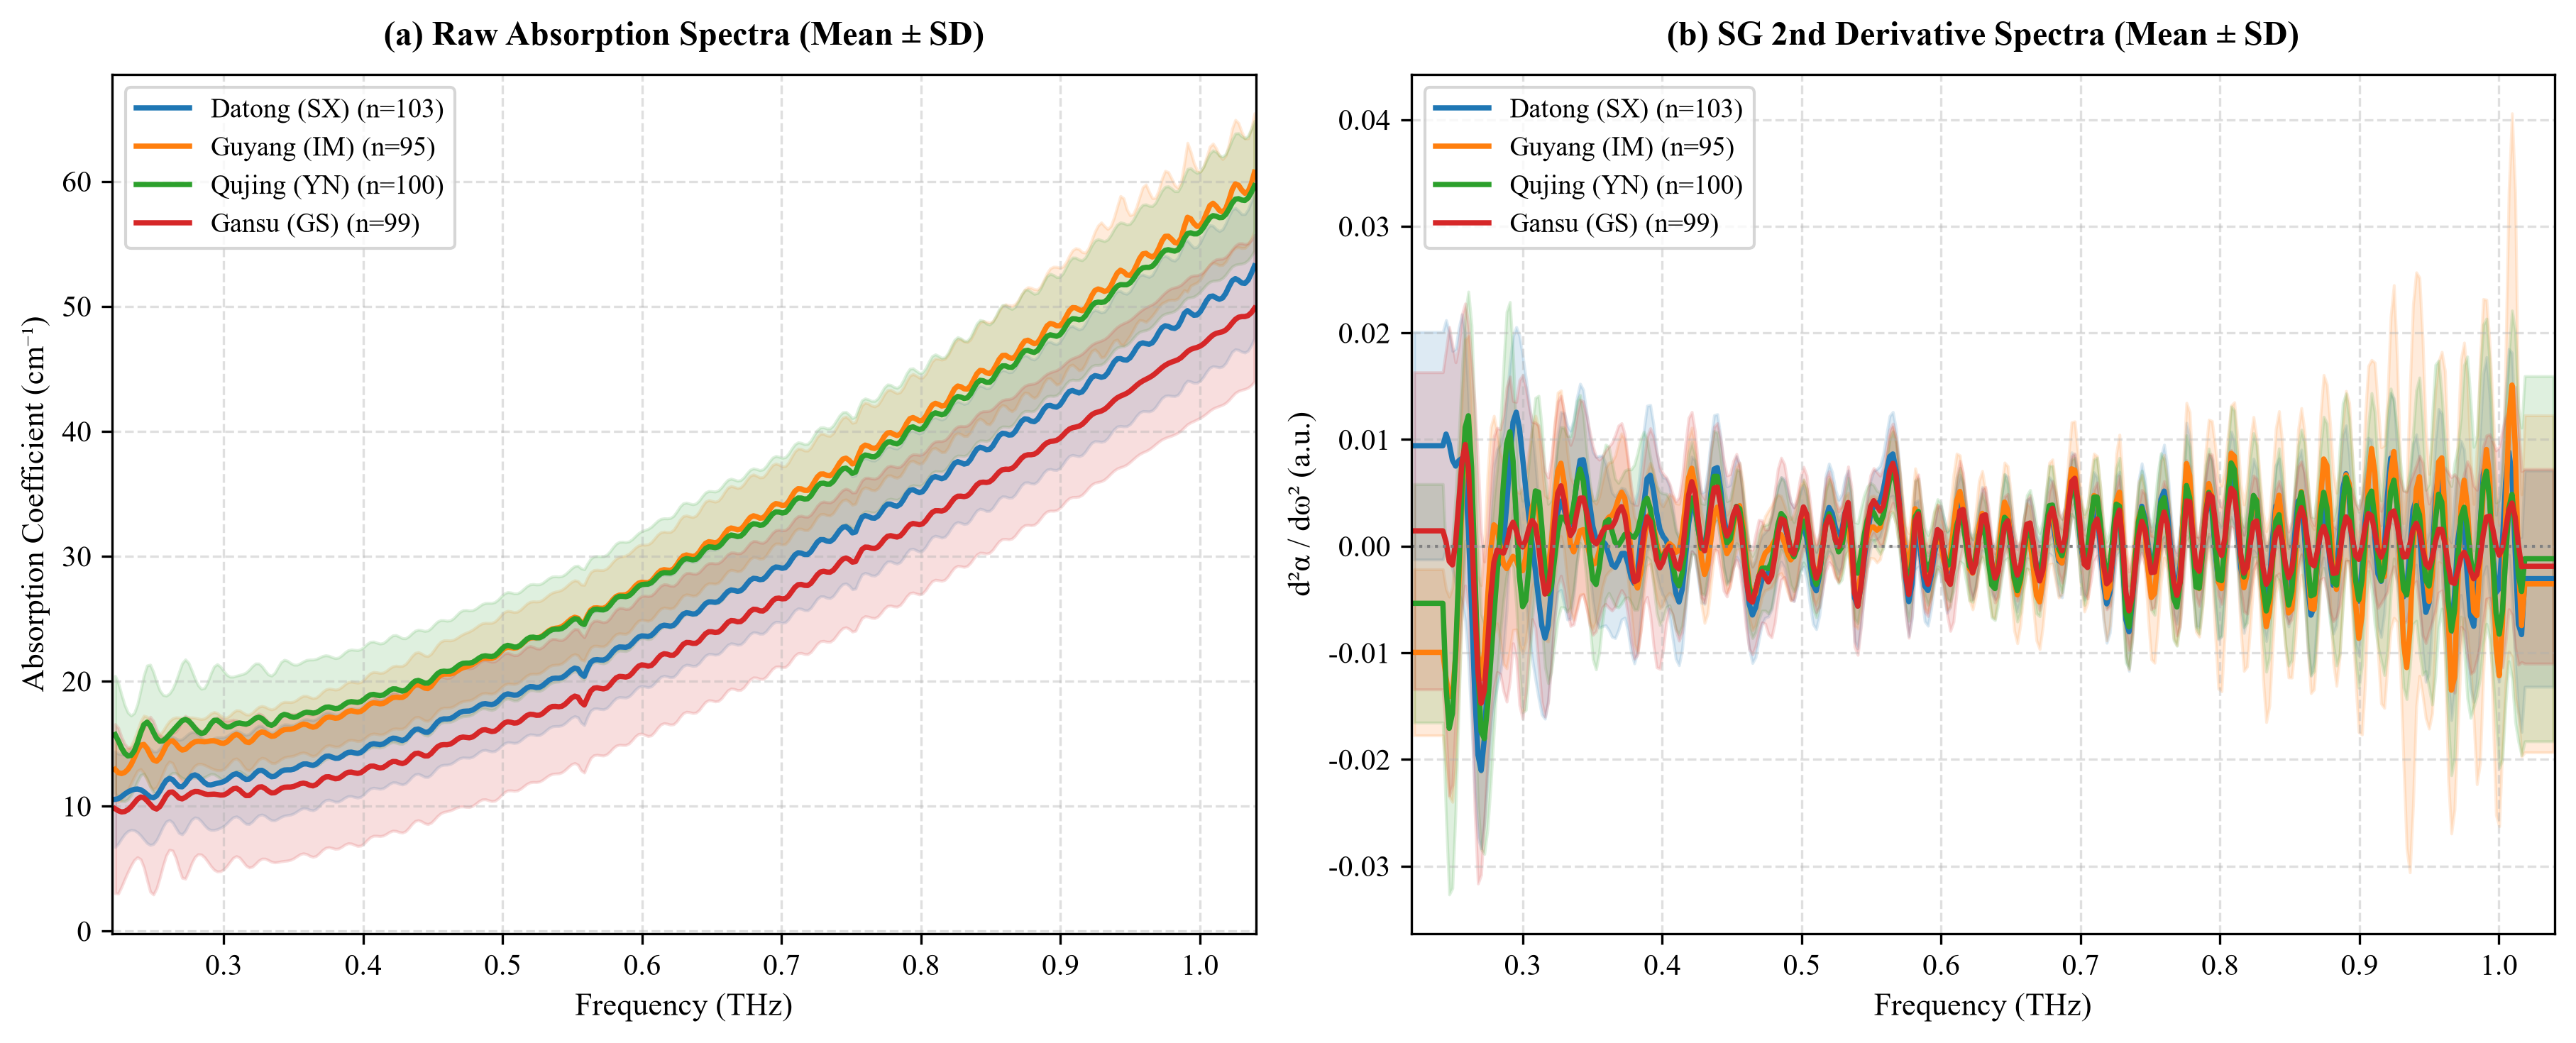 (a) Raw Absorption Spectra (Mean ± SD)
Datong (SX) (n=103)
Guyang (IM) (n=95)
Qujing (YN) (n=100)
Gansu (GS) (n=99)
Absorption Coefficient (cm⁻¹)
60
50
40
30
20
10
0
0.3 0.4 0.5 0.6 0.7 0.8 0.9 1.0
Frequency (THz)
(b) SG 2nd Derivative Spectra (Mean ± SD)
Datong (SX) (n=103)
Guyang (IM) (n=95)
Qujing (YN) (n=100)
Gansu (GS) (n=99)
d²α / dω² (a.u.)
0.04
0.03
0.02
0.01
0.00
-0.01
-0.02
-0.03
0.3 0.4 0.5 0.6 0.7 0.8 0.9 1.0
Frequency (THz)